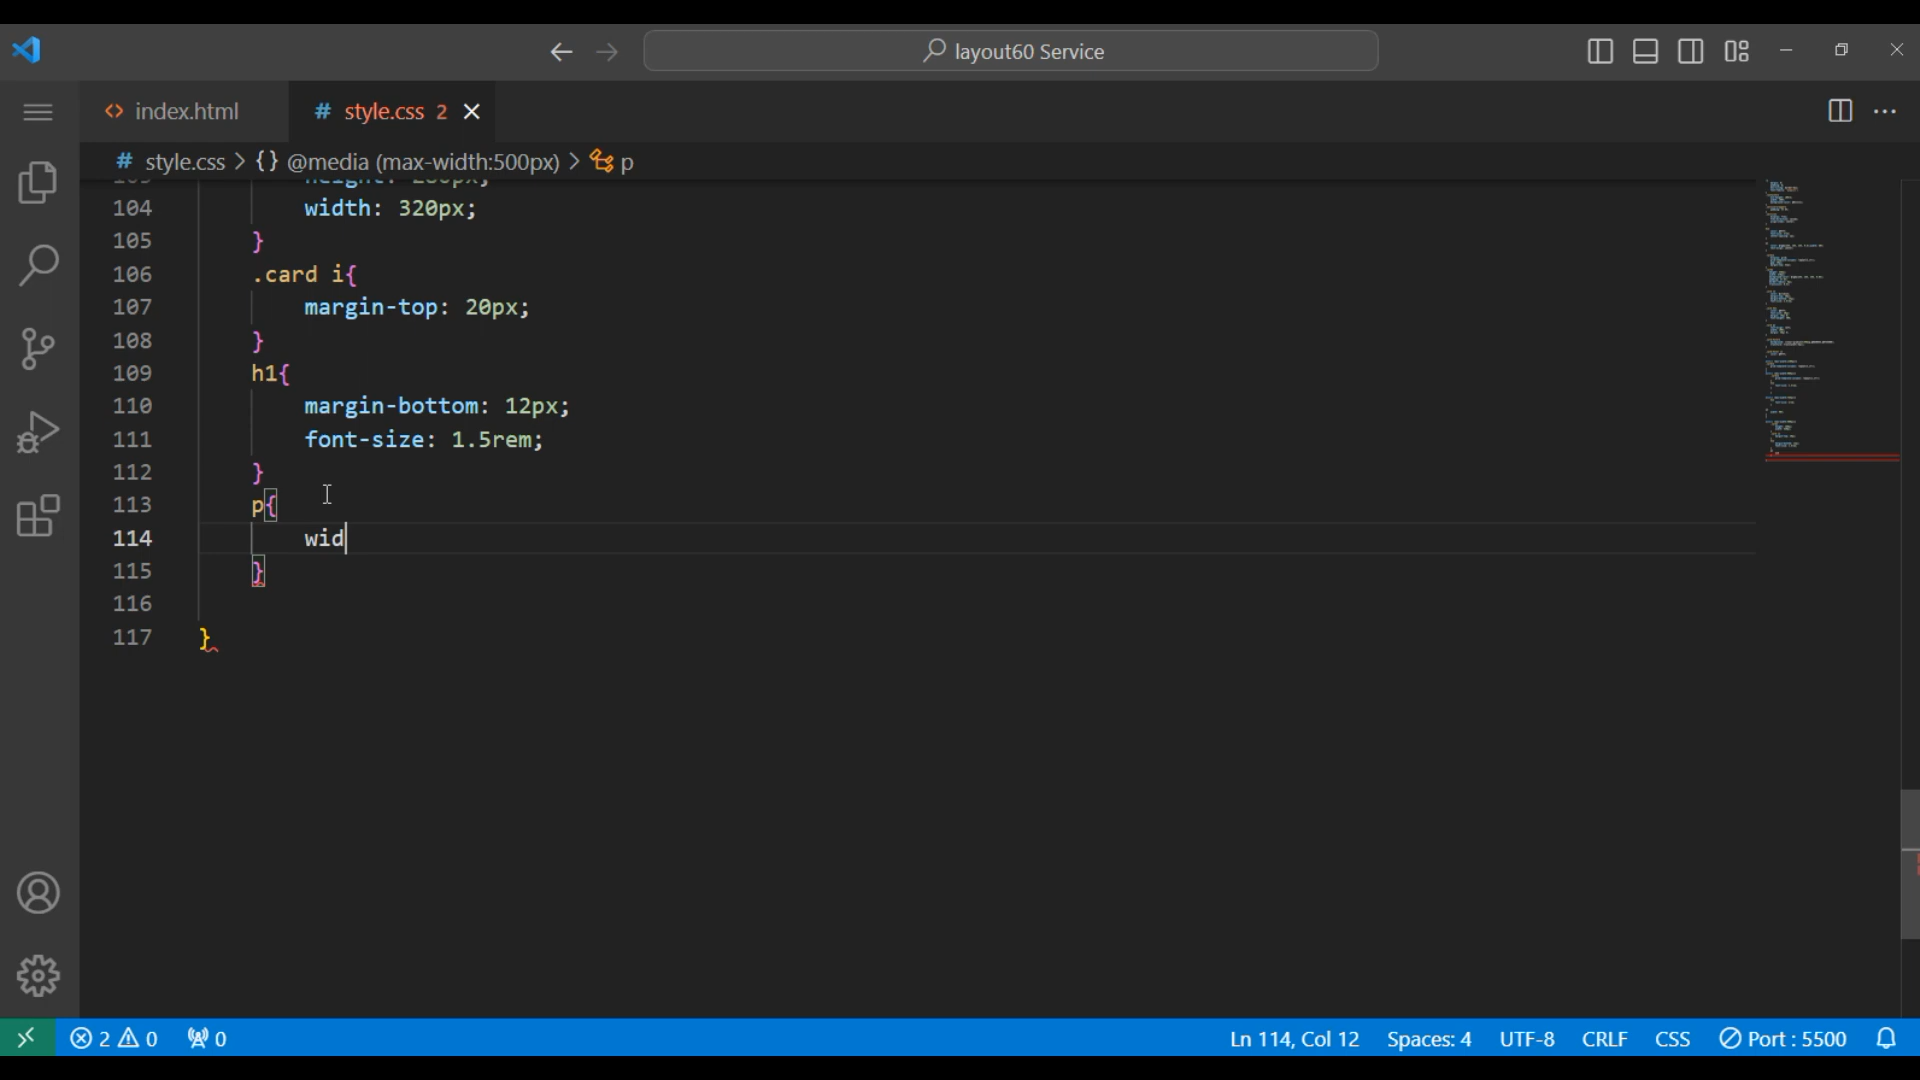 layout60 Service
<> index.html
# style.css 2
# style.css > {} @media (max-width:500px) > p
104 width: 320px;
105 }
106 .card i{
107 margin-top: 20px;
108 }
109 h1{
110 margin-bottom: 12px;
111 font-size: 1.5rem;
112 }
113 p{
114 wid
115 }
116
117 }
2 0 0
Ln 114, Col 12 Spaces: 4 UTF-8 CRLF CSS Port : 5500